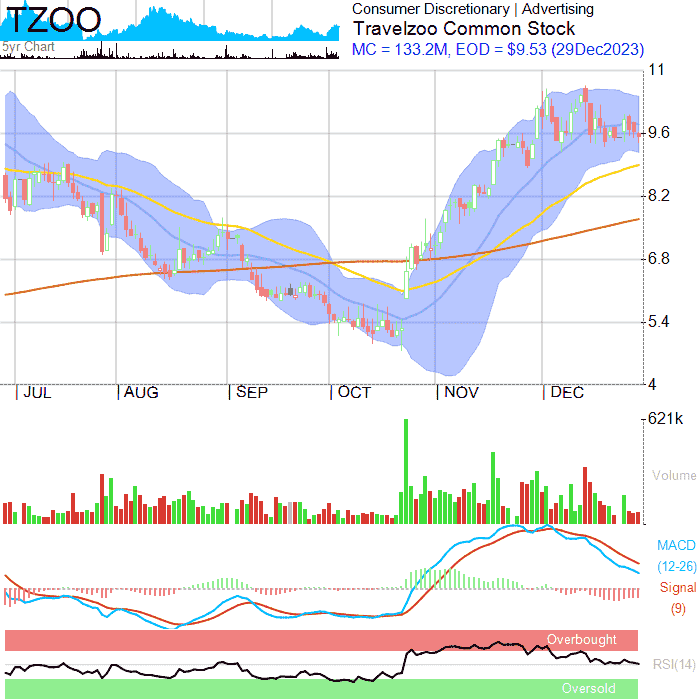 TZOO
5yr Chart
Consumer Discretionary | Advertising
Travelzoo Common Stock
MC = 133.2M, EOD = $9.53 (29Dec2023)
11
9.6
8.2
6.8
5.4
4
| JUL | AUG | SEP | OCT | NOV | DEC
621k
Volume
MACD
(12-26)
Signal
(9)
Overbought
RSI(14)
Oversold